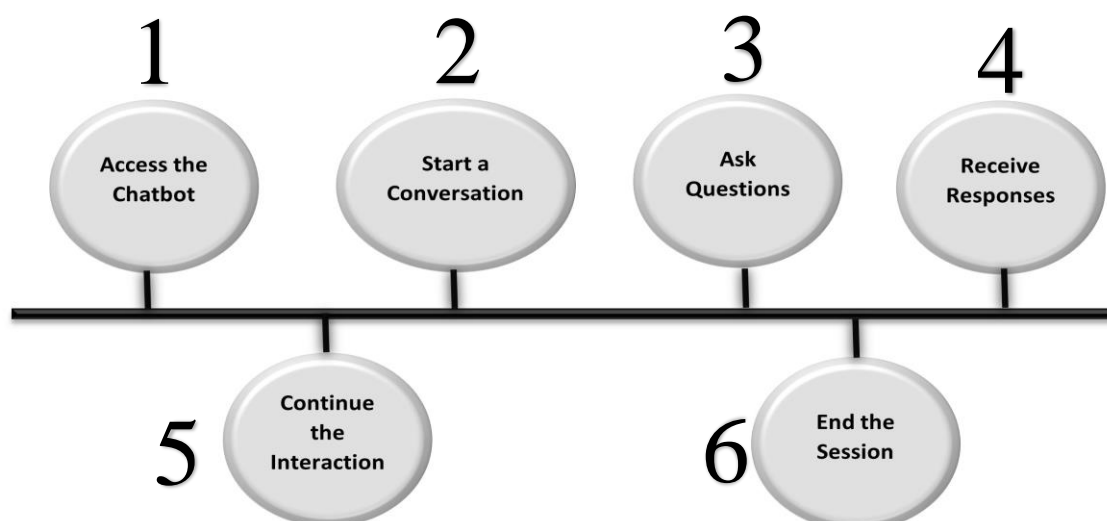 1
Access the
Chatbot
2
Start a
Conversation
3
Ask
Questions
4
Receive
Responses
5
Continue
the
Interaction
6
End the
Session